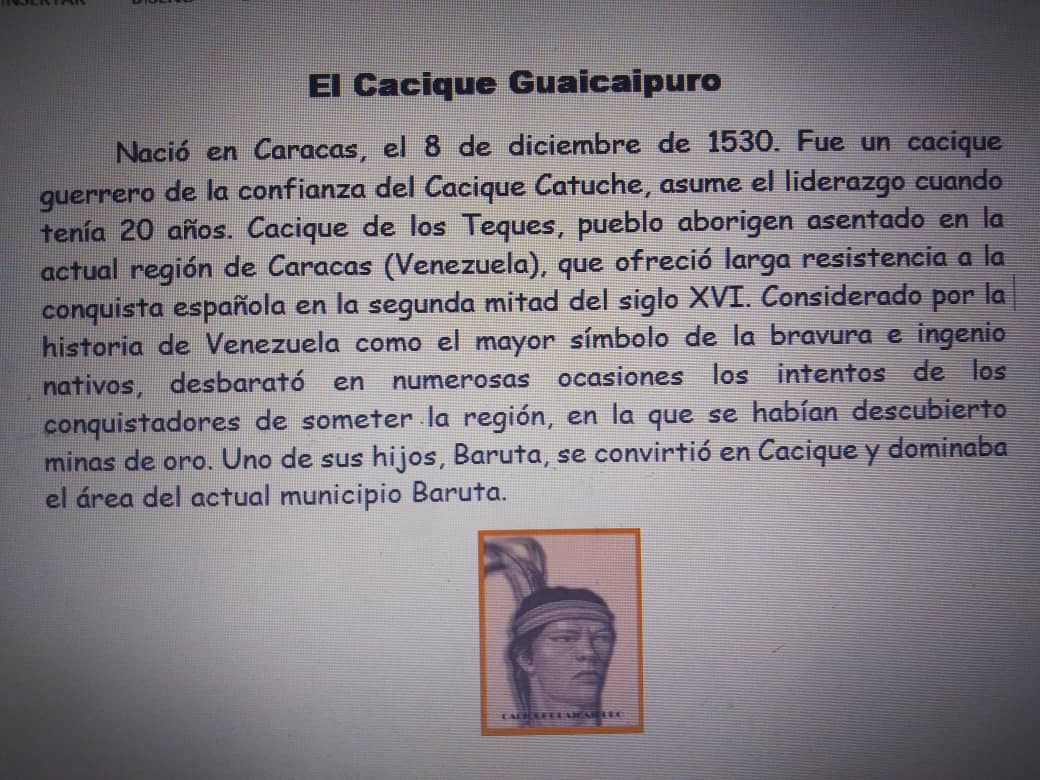 El Cacique Guaicaipuro
Nació en Caracas, el 8 de diciembre de 1530. Fue un cacique
guerrero de la confianza del Cacique Catuche, asume el liderazgo cuando
tenía 20 años. Cacique de los Teques, pueblo aborigen asentado en la
actual región de Caracas (Venezuela), que ofreció larga resistencia a la
conquista española en la segunda mitad del siglo XVI. Considerado por la
historia de Venezuela como el mayor símbolo de la bravura e ingenio
nativos, desbarató en numerosas ocasiones los intentos de los
conquistadores de someter la región, en la que se habían descubierto
minas de oro. Uno de sus hijos, Baruta, se convirtió en Cacique y dominaba
el área del actual municipio Baruta.